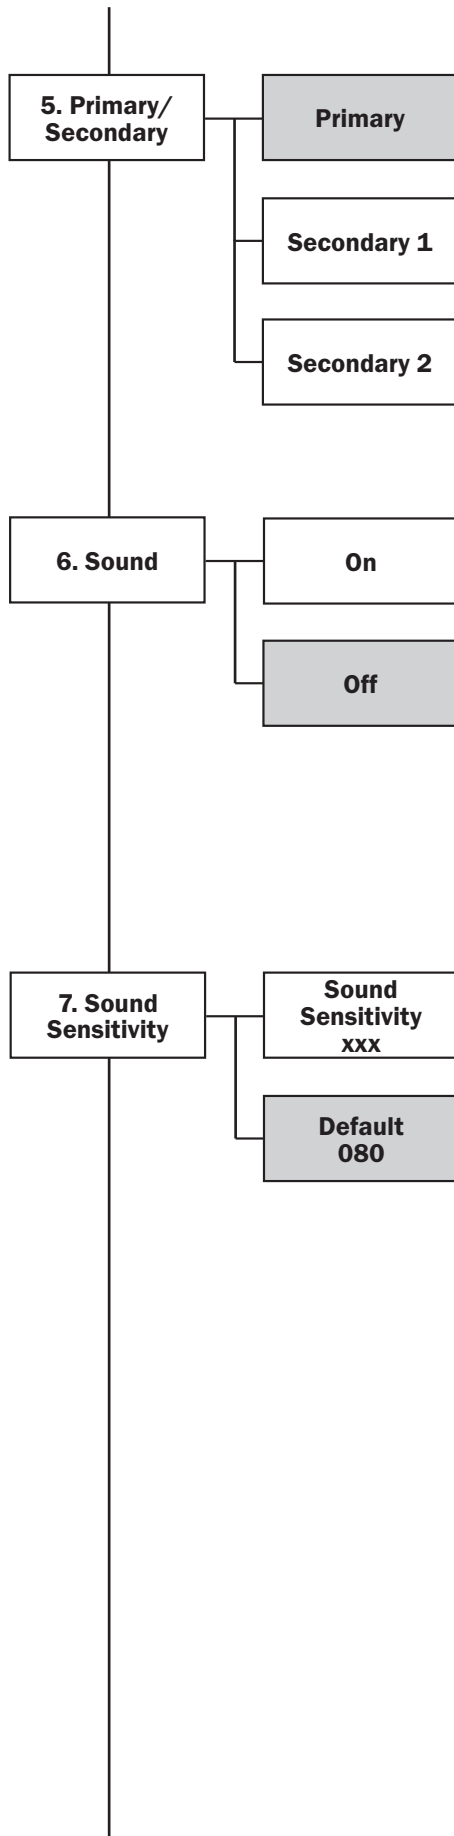 5. Primary/
Secondary
Primary
Secondary 1
Secondary 2
6. Sound
On
Off
7. Sound
Sensitivity
Sound
Sensitivity
xxx
Default
080